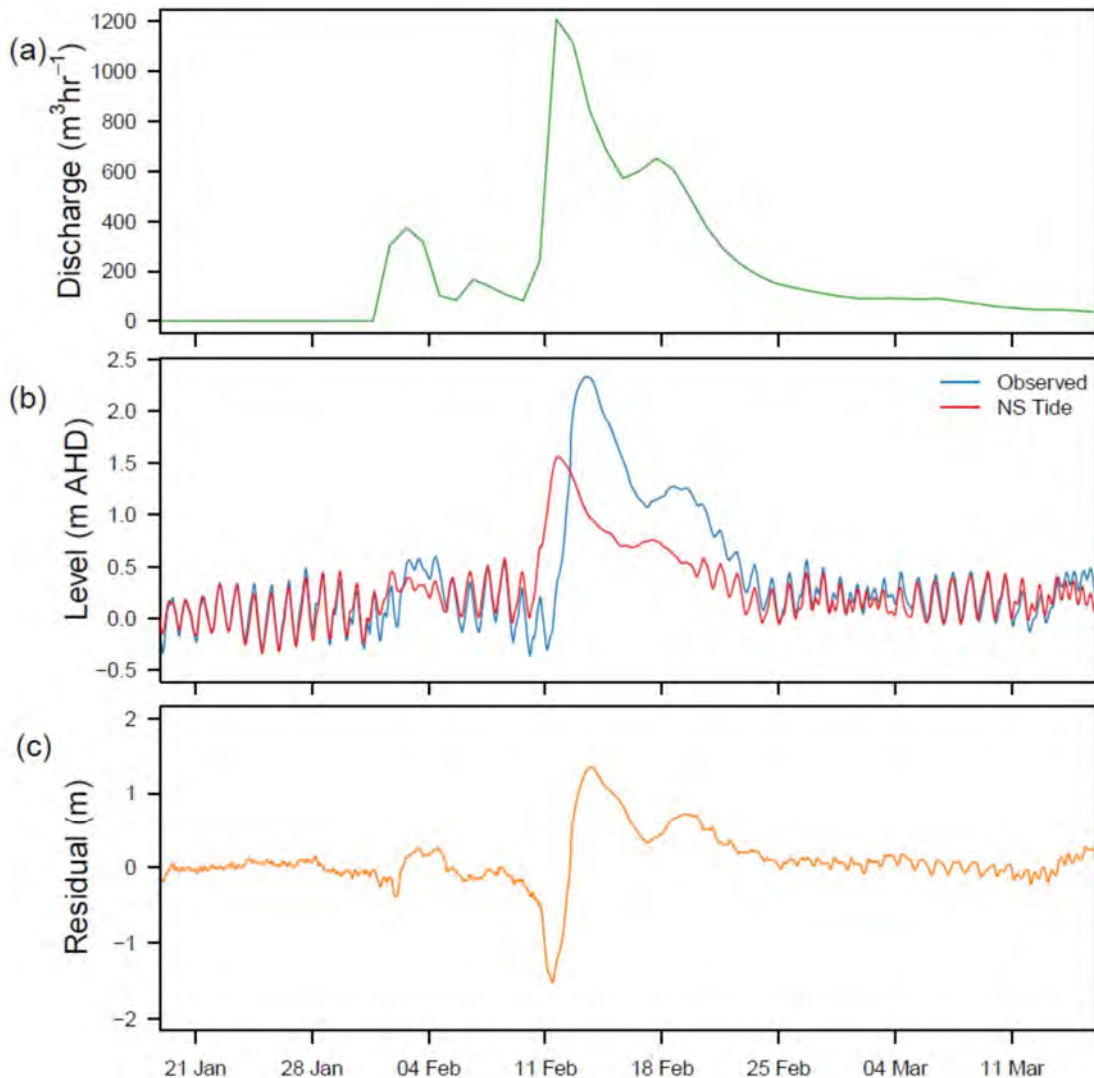 (a)
Discharge (m³hr⁻¹)
1200
1000
800
600
400
200
0
(b)
Level (m AHD)
2.5
2.0
1.5
1.0
0.5
0.0
−0.5
Observed
NS Tide
(c)
Residual (m)
2
1
0
−1
−2
21 Jan 28 Jan 04 Feb 11 Feb 18 Feb 25 Feb 04 Mar 11 Mar